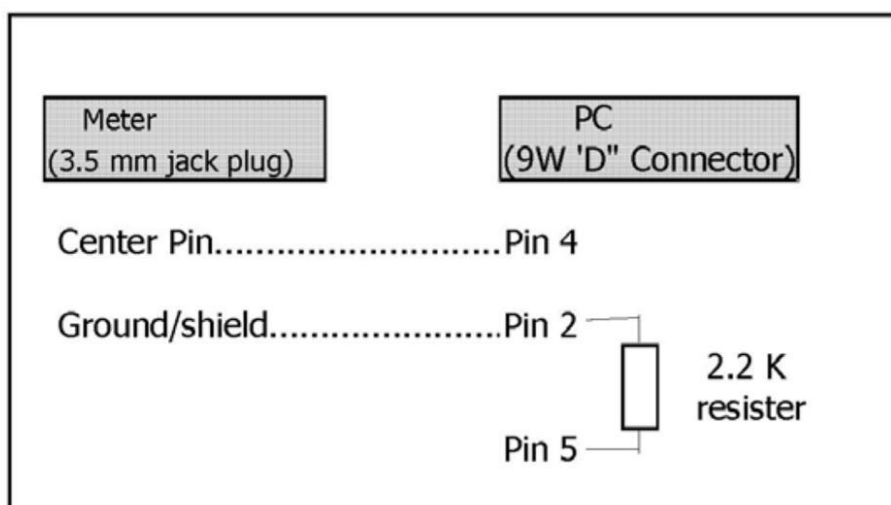 Meter
(3.5 mm jack plug)
PC
(9W 'D" Connector)
Center Pin..............................Pin 4
Ground/shield.........................Pin 2
2.2 K
resister
Pin 5